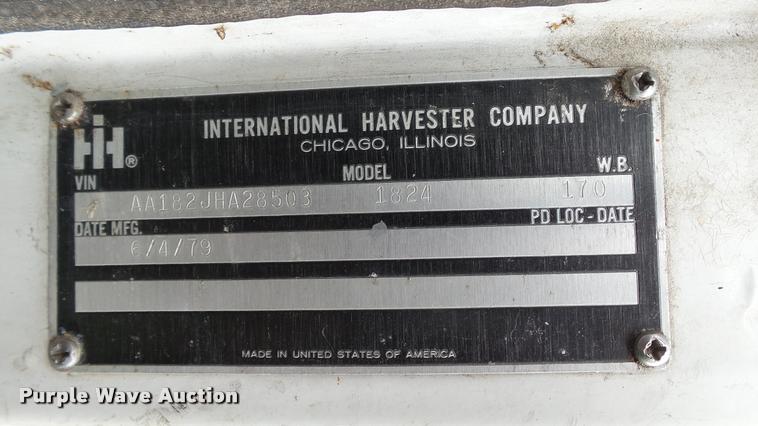 IH®
INTERNATIONAL HARVESTER COMPANY
CHICAGO, ILLINOIS
VIN MODEL W.B.
AA182JHA28503 1824 170
DATE MFG. PD LOC-DATE
6/4/79
MADE IN UNITED STATES OF AMERICA
Purple Wave Auction